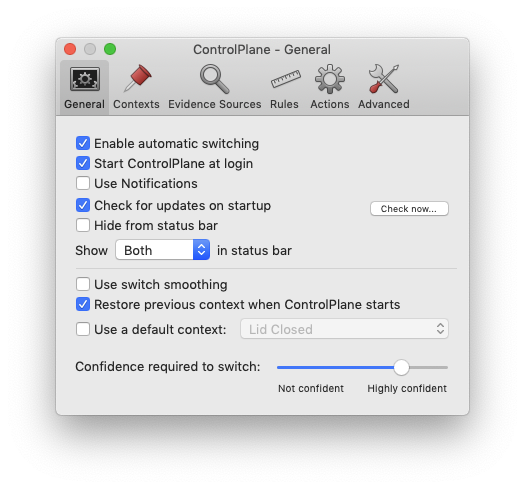 ControlPlane - General
General Contexts Evidence Sources Rules Actions Advanced
Enable automatic switching
Start ControlPlane at login
Use Notifications
Check for updates on startup Check now...
Hide from status bar
Show Both in status bar
Use switch smoothing
Restore previous context when ControlPlane starts
Use a default context: Lid Closed
Confidence required to switch:
Not confident Highly confident